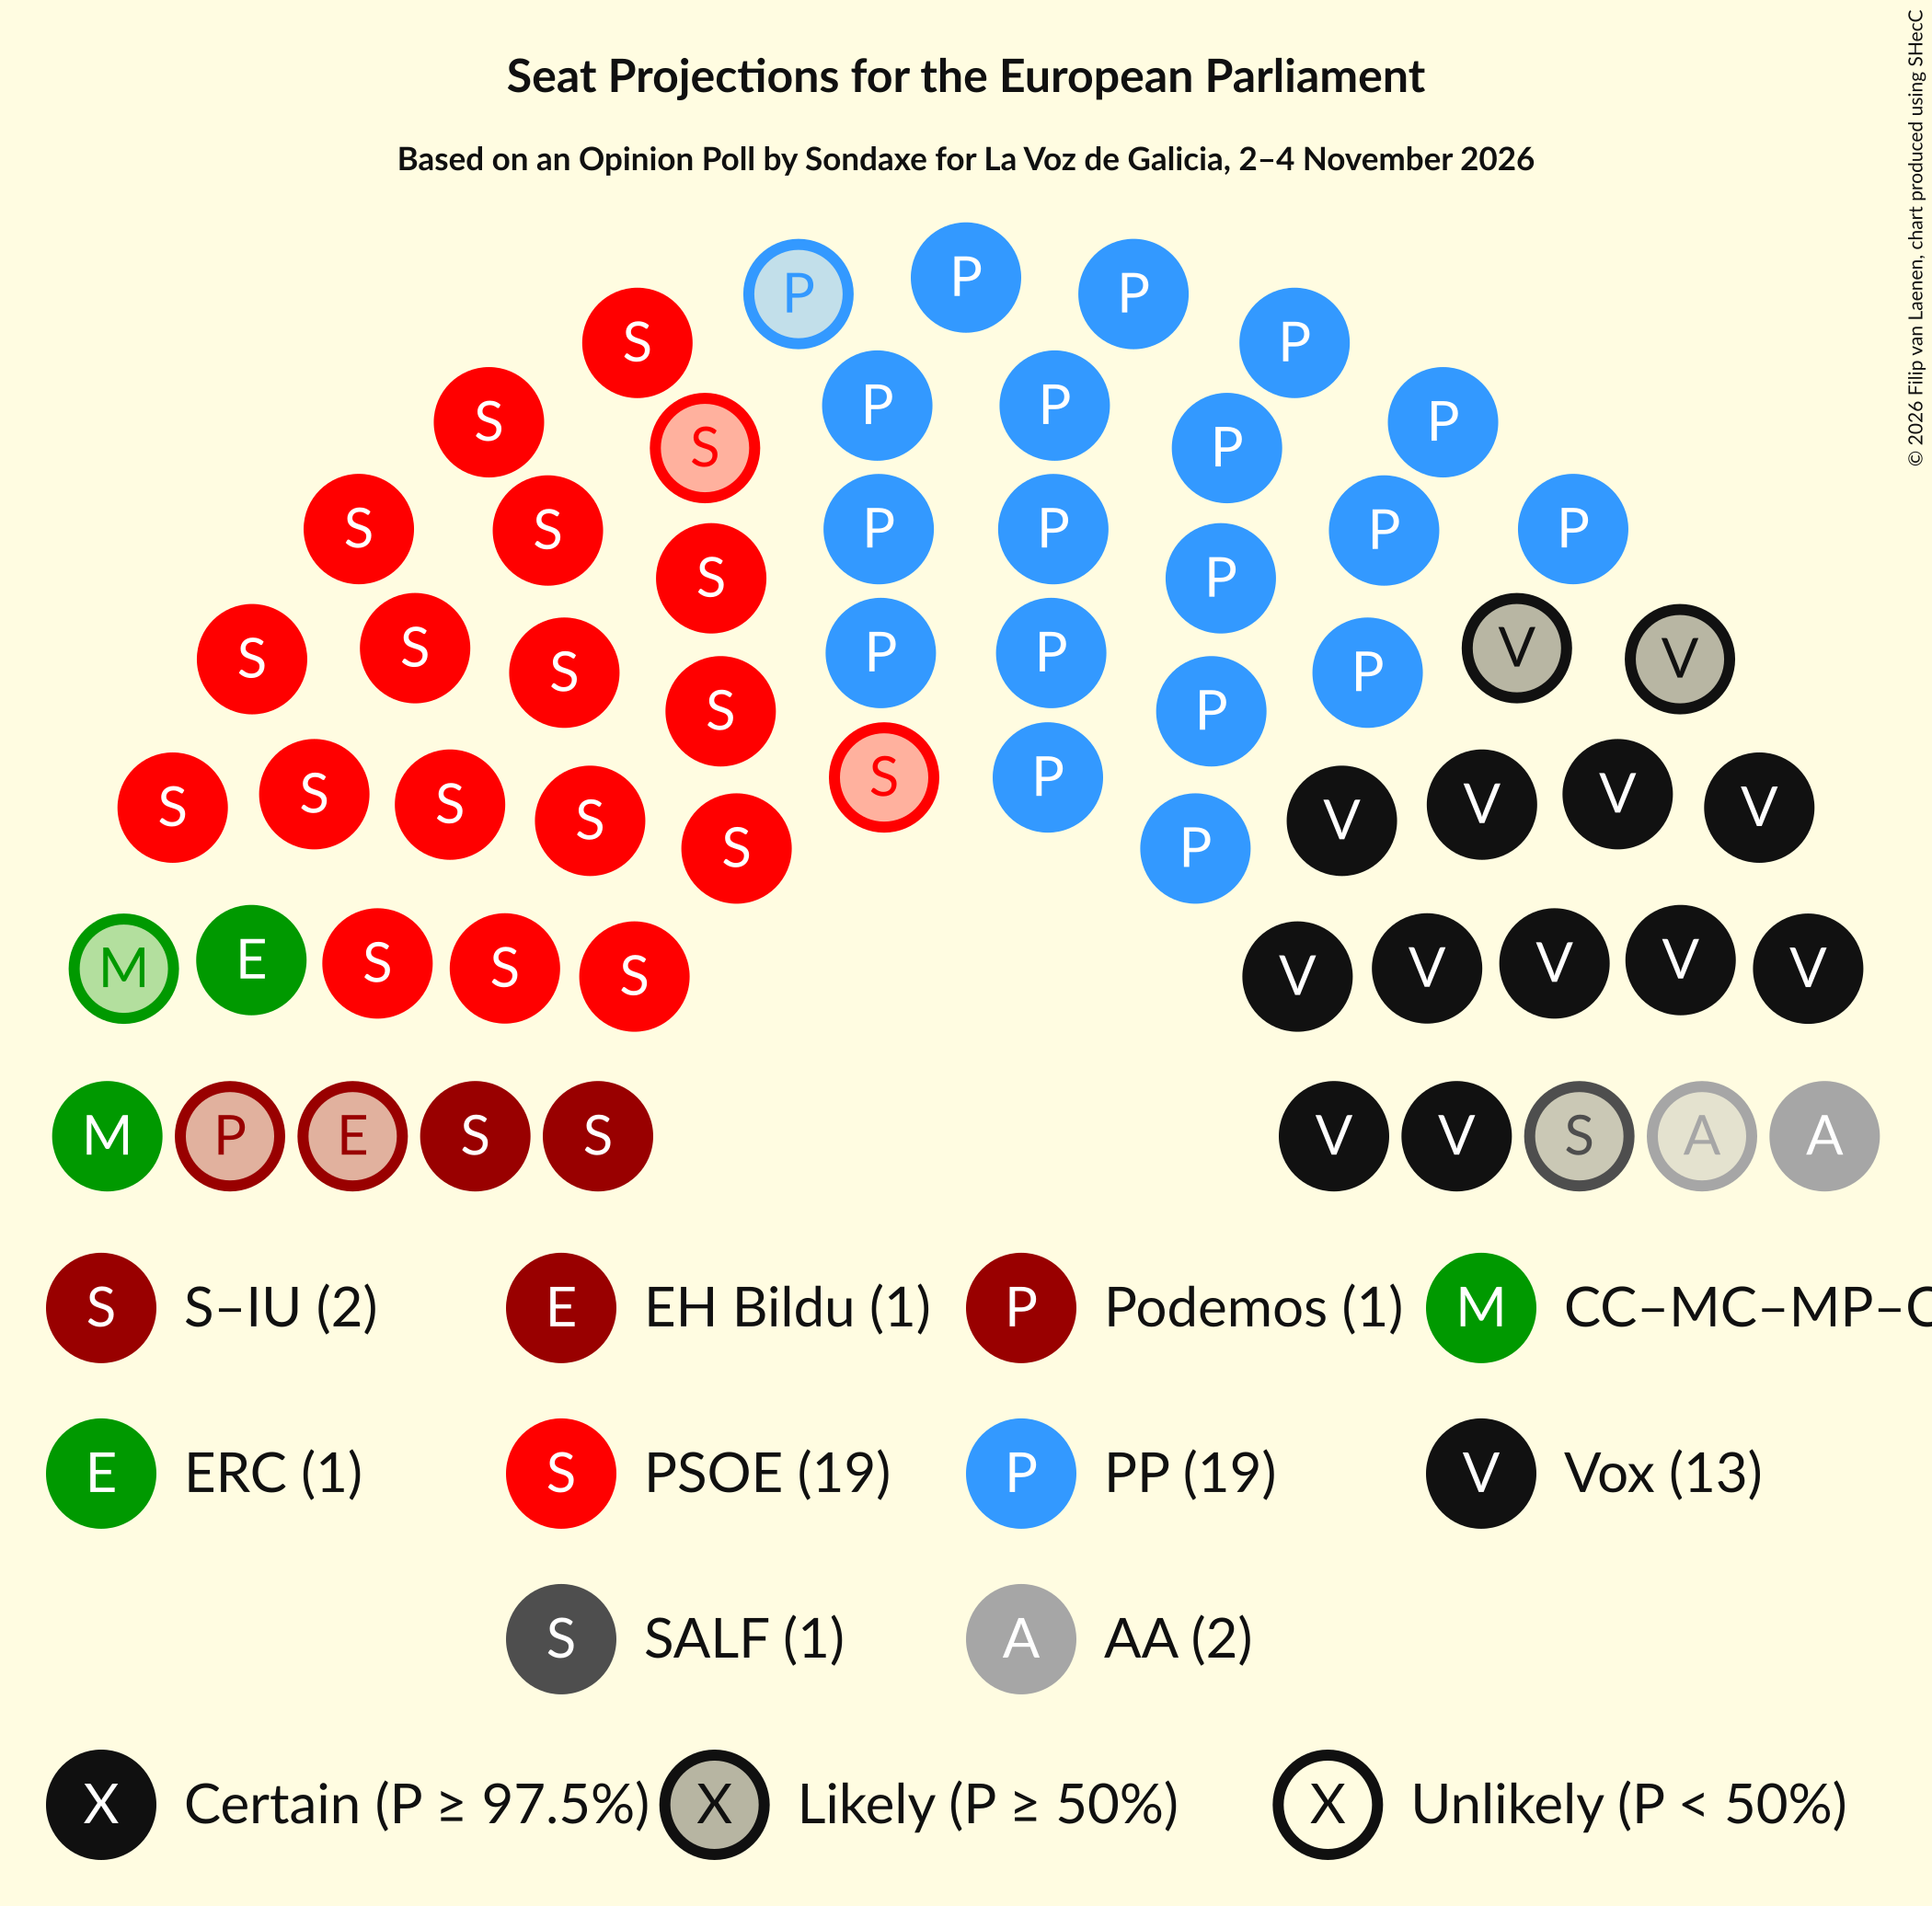 Seat Projections for the European Parliament
Based on an Opinion Poll by Sondaxe for La Voz de Galicia, 2–4 November 2026
© 2026 Filip van Laenen, chart produced using SHecC
P P P
S P
S S P P P P
S S S P P P P P
S S S S P P P P V V
S P
S S S S S P V V V V
M E S S S V V V V V
M P E S S V V S A A
S S–IU (2) E EH Bildu (1) P Podemos (1) M CC–MC–MP–C
E ERC (1) S PSOE (19) P PP (19) V Vox (13)
S SALF (1) A AA (2)
X Certain (P ≥ 97.5%) X Likely (P ≥ 50%) X Unlikely (P < 50%)